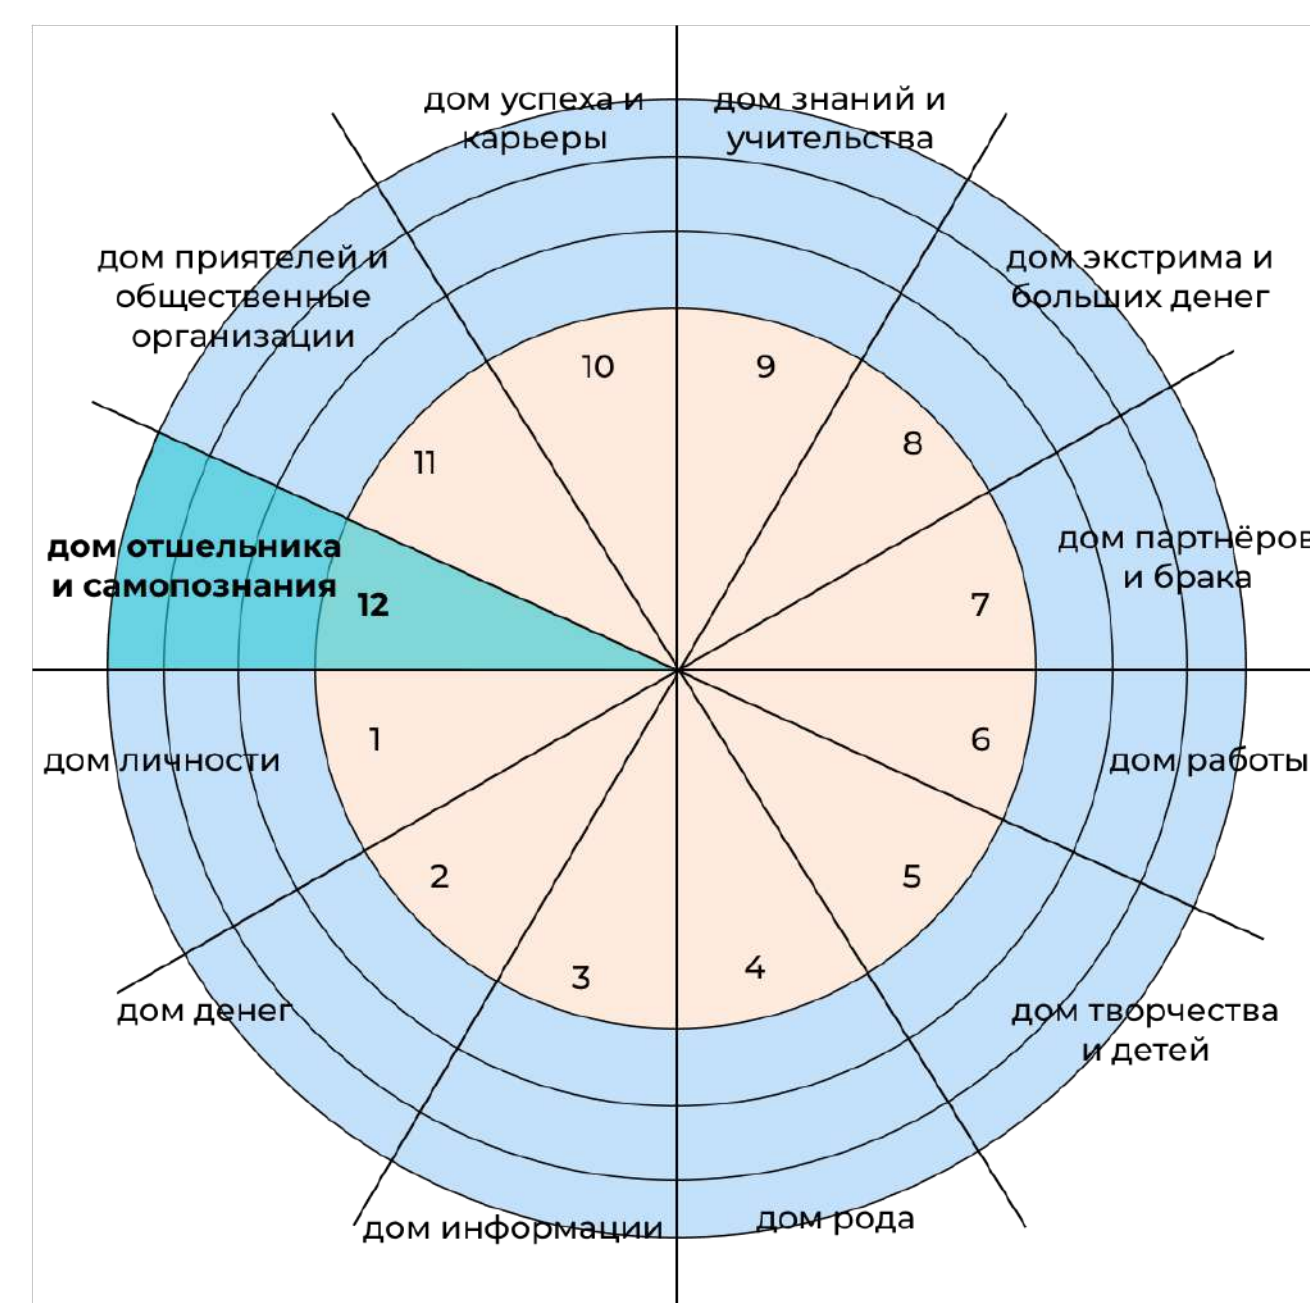 дом успеха и
карьеры
дом знаний и
учительства
дом приятелей и
общественные
организации
дом экстрима и
больших денег
10
9
11
8
дом отшельника
и самопознания
12
7
дом партнёров
и брака
1
6
дом личности
дом работы
2
5
3
4
дом денег
дом творчества
и детей
дом информации
дом рода